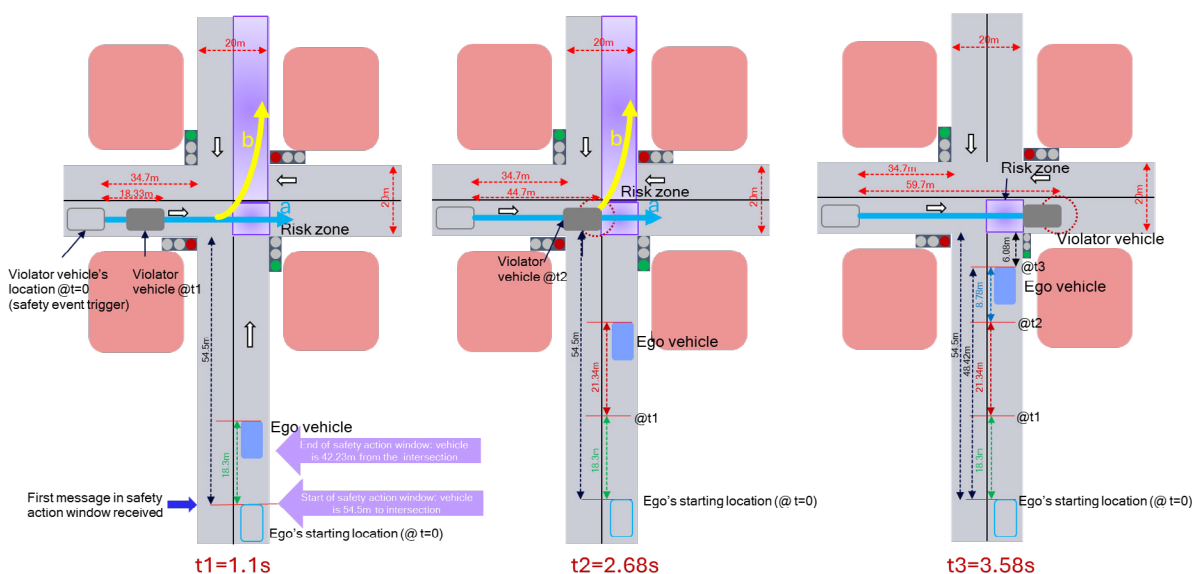 20m
b
34.7m
18.33m
a
Risk zone
20m
Violator vehicle's
location @t=0
(safety event trigger)
Violator
vehicle @t1
54.5m
Ego vehicle
End of safety action window: vehicle
is 42.23m from the intersection
18.3m
First message in safety
action window received
Start of safety action window: vehicle
is 54.5m to intersection
Ego's starting location (@ t=0)
t1=1.1s
20m
b
34.7m
44.7m
Risk zone
a
20m
Violator
vehicle @t2
54.5m
Ego vehicle
21.34m
@t1
18.3m
Ego's starting location (@ t=0)
t2=2.68s
20m
34.7m
Risk zone
59.7m
20m
Violator vehicle
6.08m
@t3
Ego vehicle
8.78m
@t2
54.5m
48.42m
21.34m
@t1
18.3m
Ego's starting location (@ t=0)
t3=3.58s